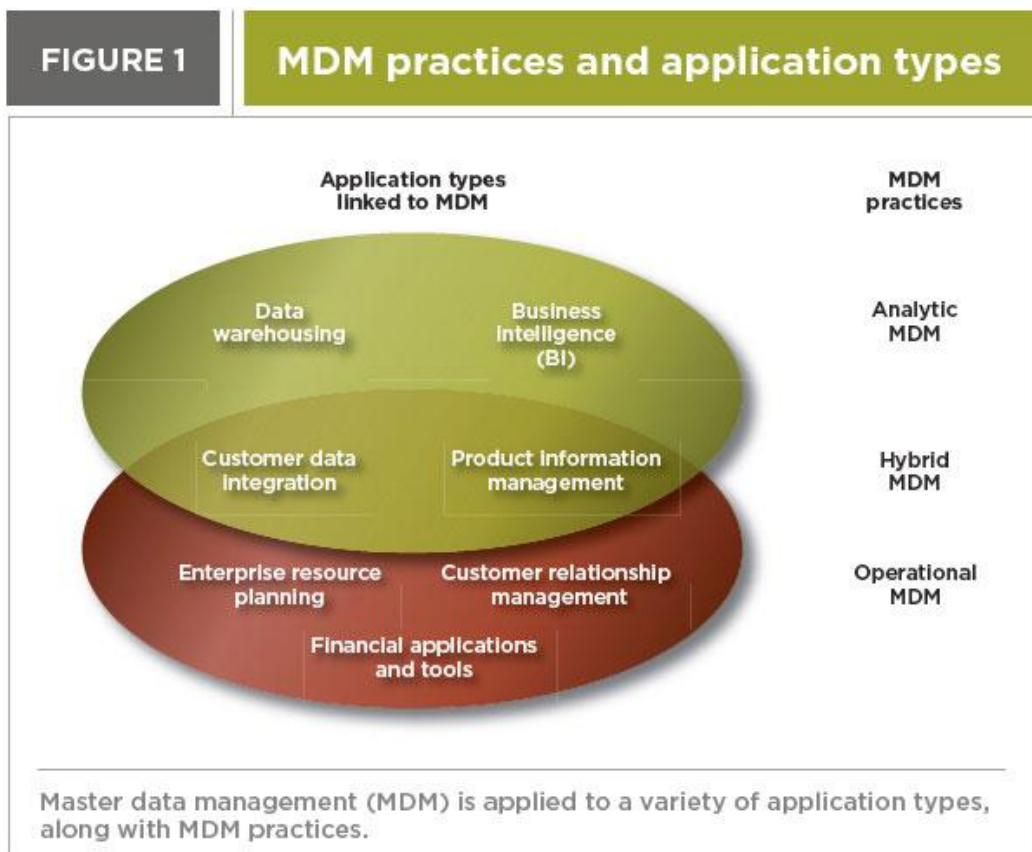 FIGURE 1
MDM practices and application types
Application types
linked to MDM
MDM
practices
Data
warehousing
Business
intelligence
(BI)
Analytic
MDM
Customer data
integration
Product information
management
Hybrid
MDM
Enterprise resource
planning
Customer relationship
management
Operational
MDM
Financial applications
and tools
Master data management (MDM) is applied to a variety of application types,
along with MDM practices.